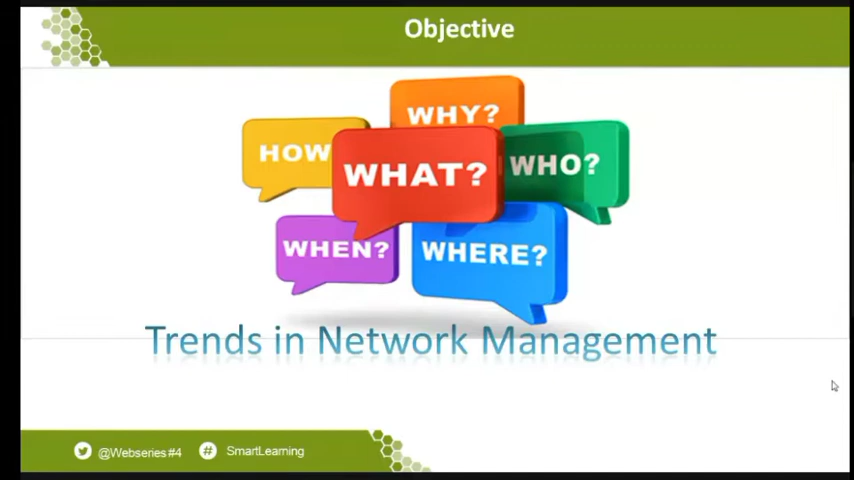 Objective
WHY?
HOW
WHAT?
WHO?
WHEN?
WHERE?
Trends in Network Management
@Webseries #4
# SmartLearning